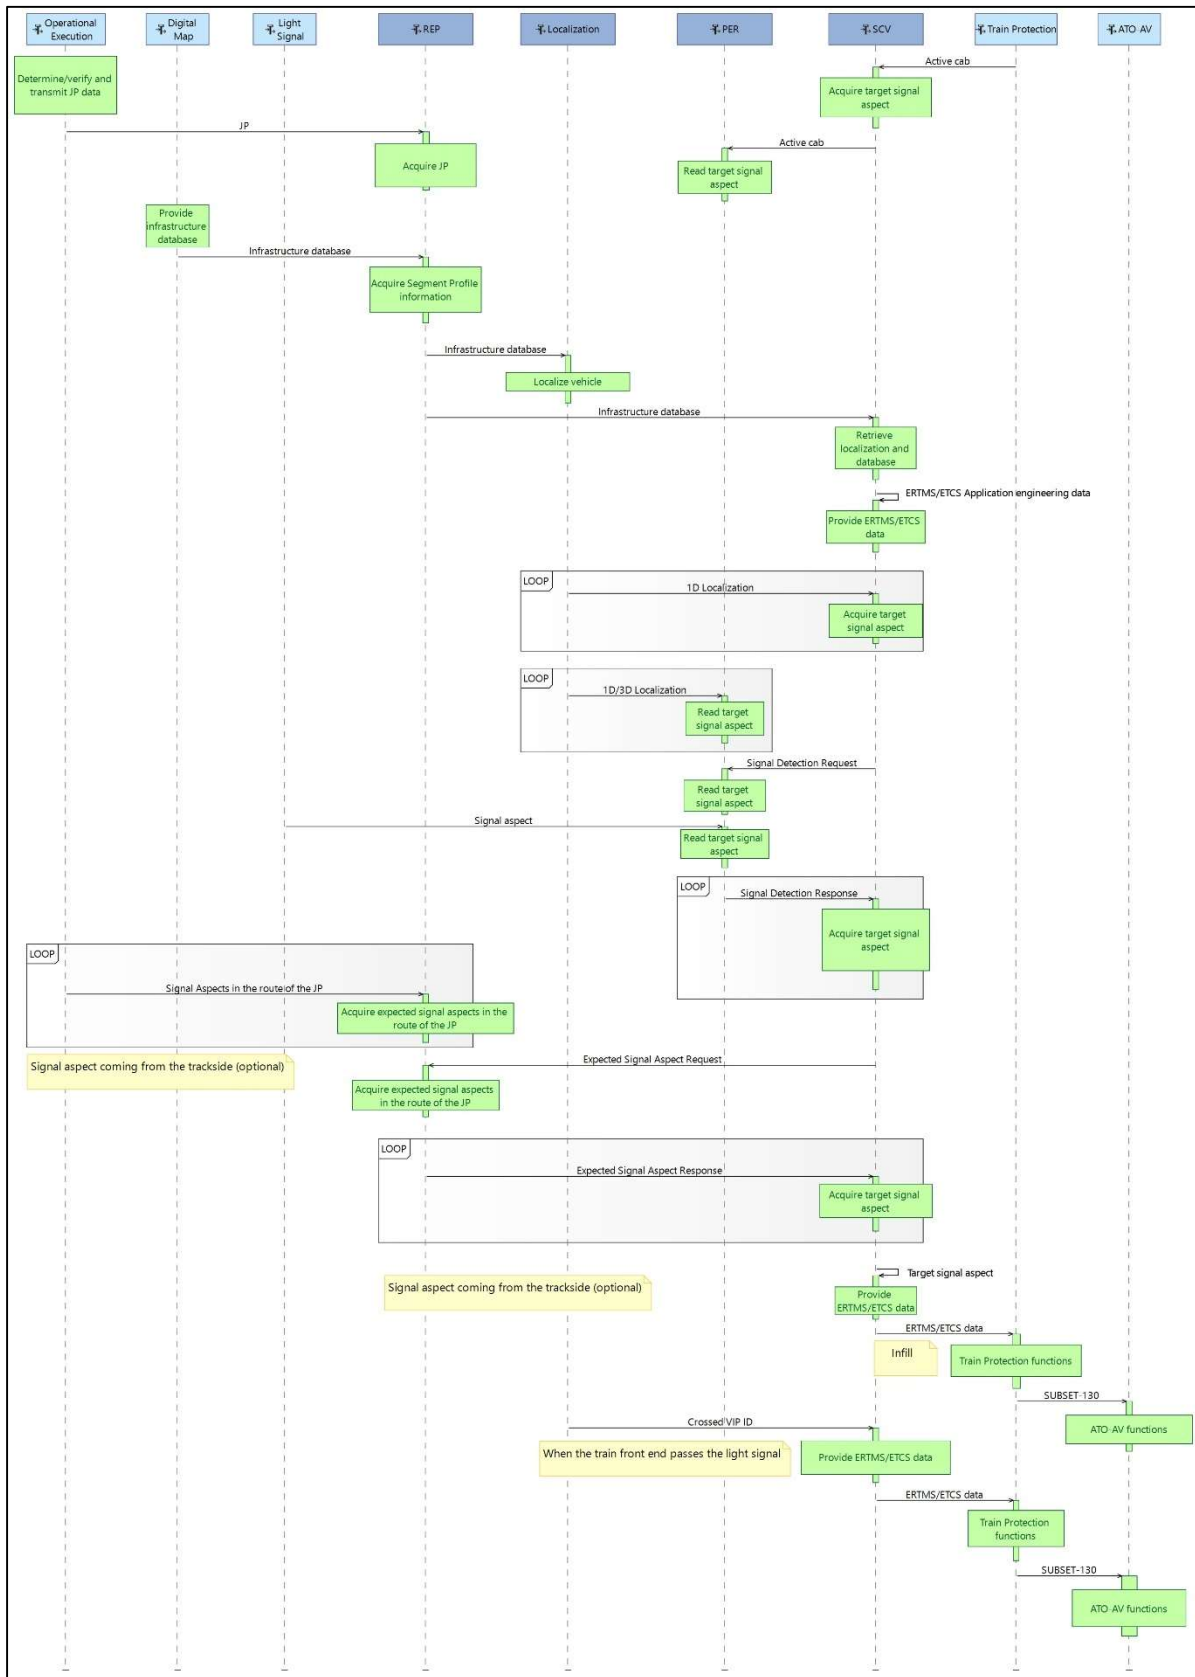 Operational
Execution
Digital
Map
Light
Signal
REP
Localization
PER
SCV
Train Protection
ATO-AV
Active cab
Determine/verify and
transmit JP data
Acquire target signal
aspect
JP
Active cab
Acquire JP
Read target signal
aspect
Provide
infrastructure
database
Infrastructure database
Acquire Segment Profile
information
Infrastructure database
Localize vehicle
Infrastructure database
Retrieve
localization and
database
ERTMS/ETCS Application engineering data
Provide ERTMS/ETCS
data
LOOP
1D Localization
Acquire target
signal aspect
LOOP
1D/3D Localization
Read target
signal aspect
Signal Detection Request
Read target
signal aspect
Signal aspect
Read target signal
aspect
LOOP
Signal Detection Response
Acquire target signal
aspect
LOOP
Signal Aspects in the route of the JP
Acquire expected signal aspects in the
route of the JP
Signal aspect coming from the trackside (optional)
Expected Signal Aspect Request
Acquire expected signal aspects
in the route of the JP
LOOP
Expected Signal Aspect Response
Acquire target signal
aspect
Target signal aspect
Signal aspect coming from the trackside (optional)
Provide
ERTMS/ETCS data
ERTMS/ETCS data
Infill
Train Protection functions
SUBSET-130
ATO-AV functions
Crossed VIP ID
When the train front end passes the light signal
Provide ERTMS/ETCS data
ERTMS/ETCS data
Train Protection
functions
SUBSET-130
ATO-AV functions